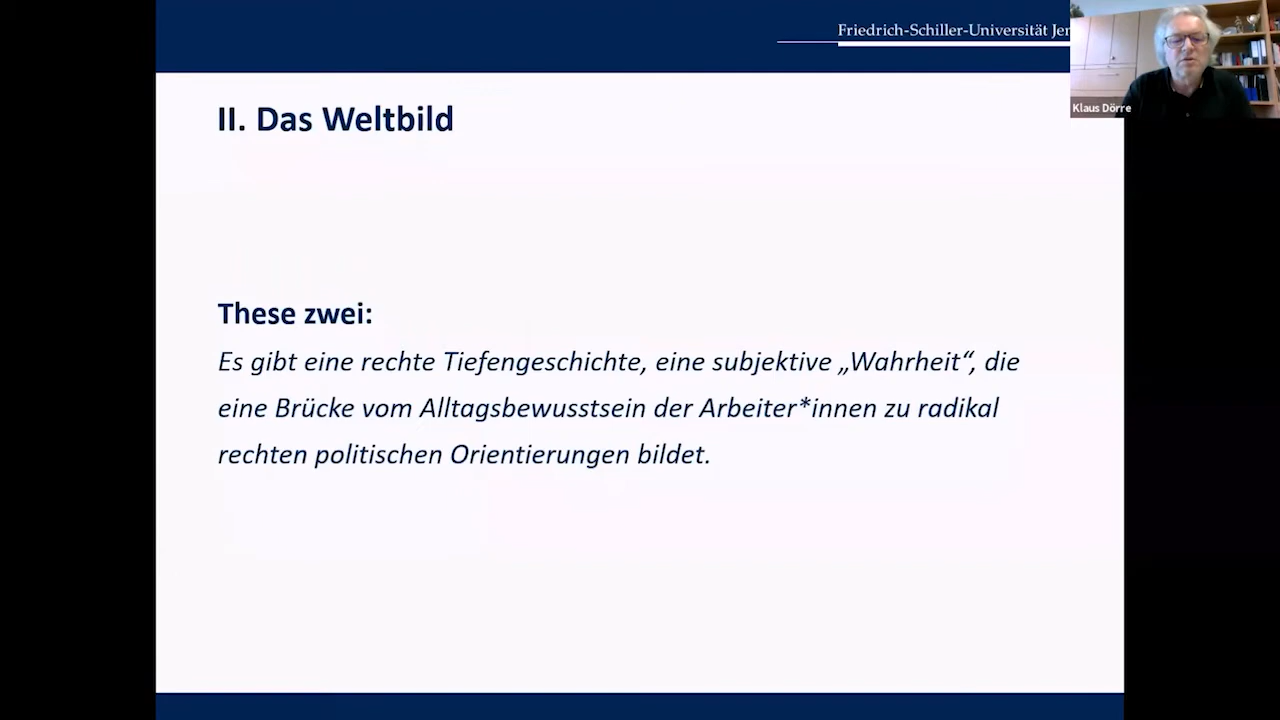 Friedrich-Schiller-Universität Je
Klaus Dörre
II. Das Weltbild
These zwei:
Es gibt eine rechte Tiefengeschichte, eine subjektive „Wahrheit“, die
eine Brücke vom Alltagsbewusstsein der Arbeiter*innen zu radikal
rechten politischen Orientierungen bildet.